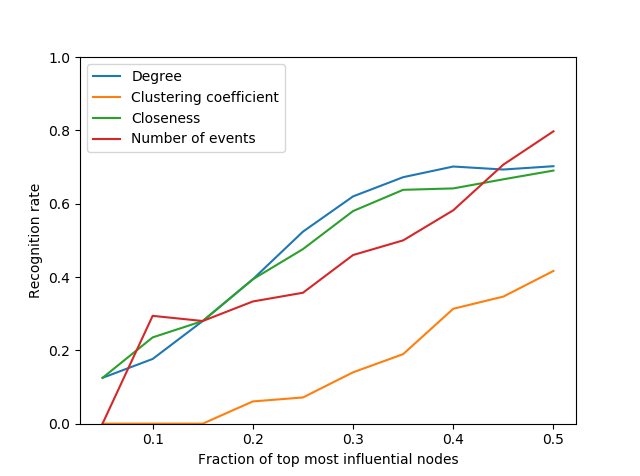 Degree
Clustering coefficient
Closeness
Number of events
Recognition rate
1.0
0.8
0.6
0.4
0.2
0.0
0.1 0.2 0.3 0.4 0.5
Fraction of top most influential nodes